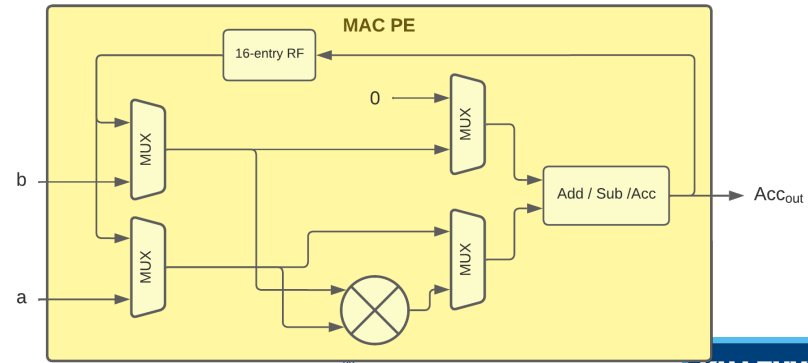 MAC PE
16-entry RF
0
MUX
MUX
b
Add / Sub /Acc
Accout
MUX
MUX
a